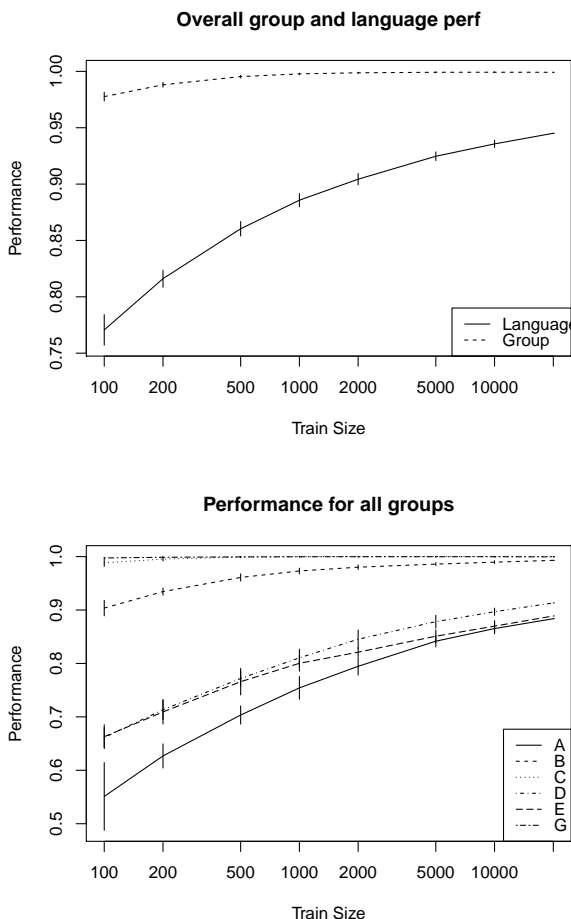 Overall group and language perf
1.00
0.95
0.90
0.85
0.80
0.75
Performance
Language
Group
100 200 500 1000 2000 5000 10000
Train Size
Performance for all groups
1.0
0.9
0.8
0.7
0.6
0.5
Performance
A
B
C
D
E
G
100 200 500 1000 2000 5000 10000
Train Size